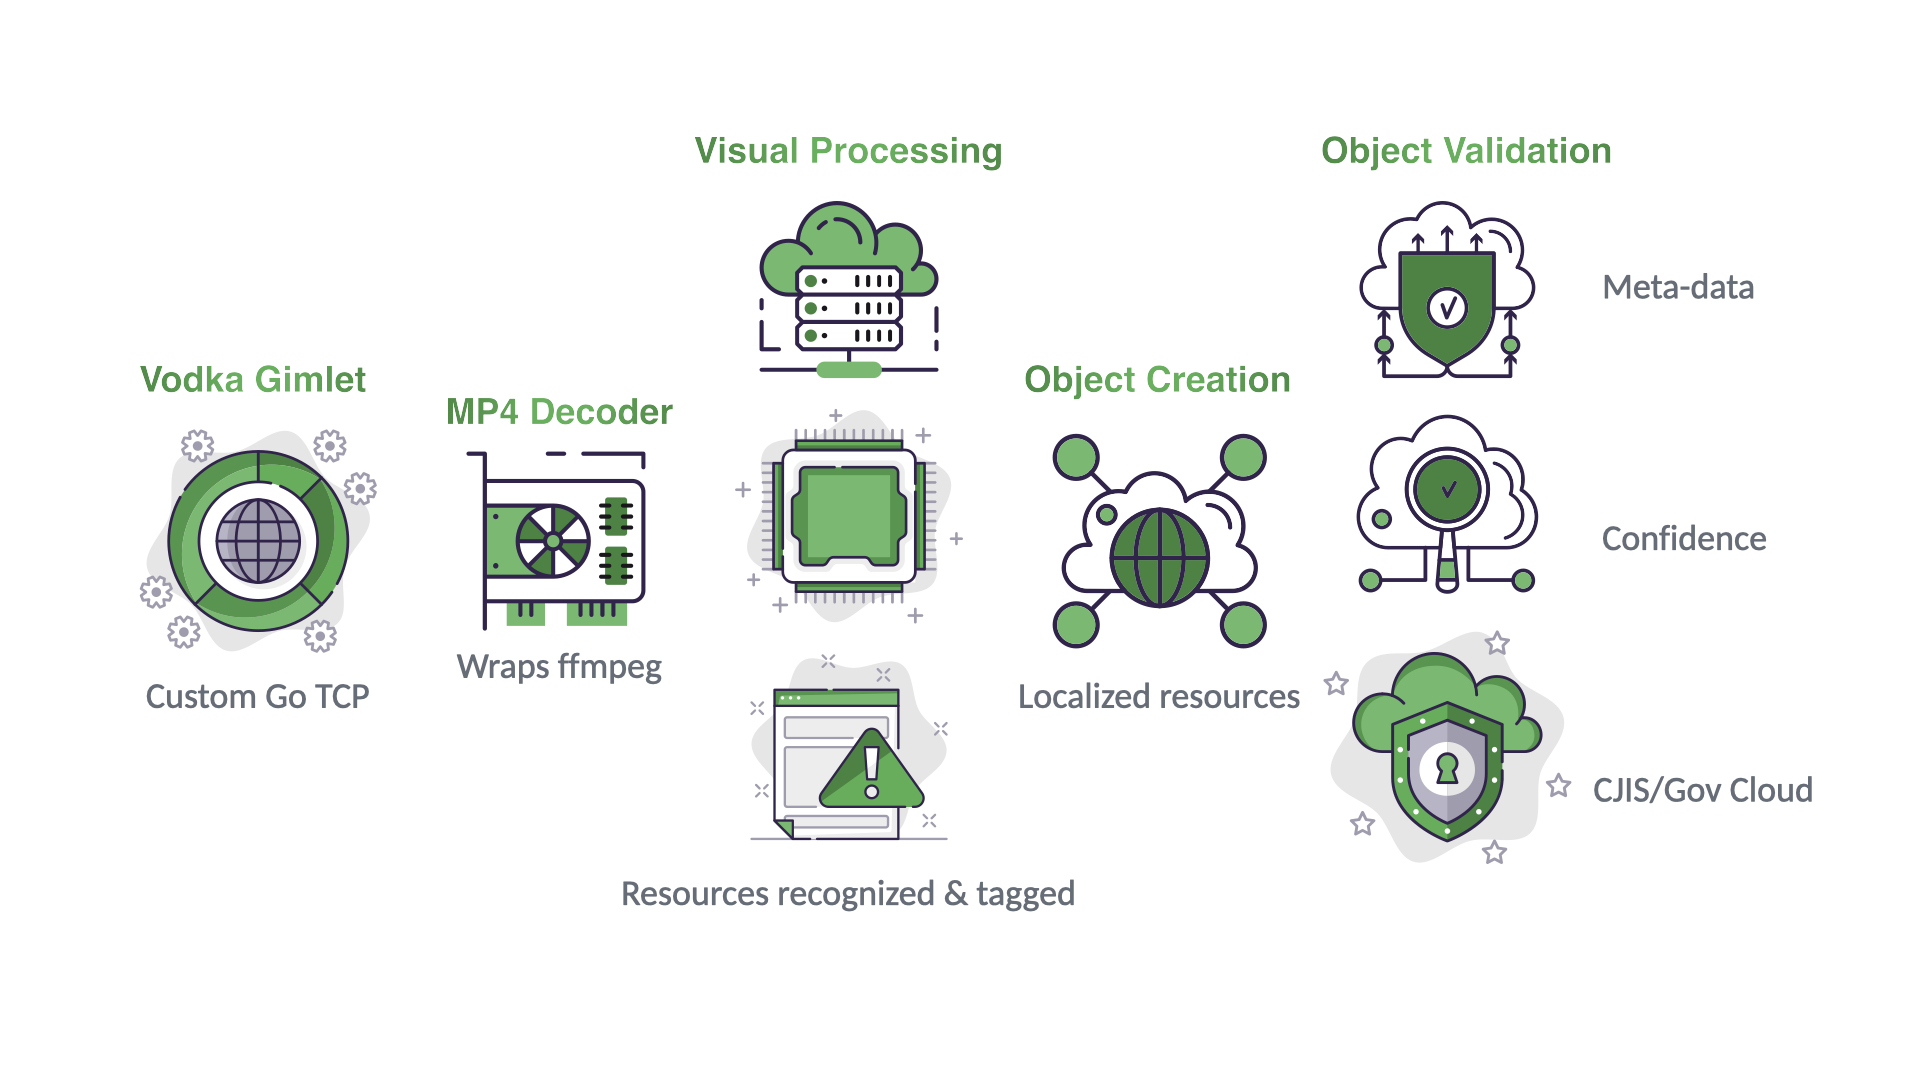 Vodka Gimlet
Custom Go TCP
MP4 Decoder
Wraps ffmpeg
Visual Processing
Resources recognized & tagged
Object Creation
Localized resources
Object Validation
Meta-data
Confidence
CJIS/Gov Cloud